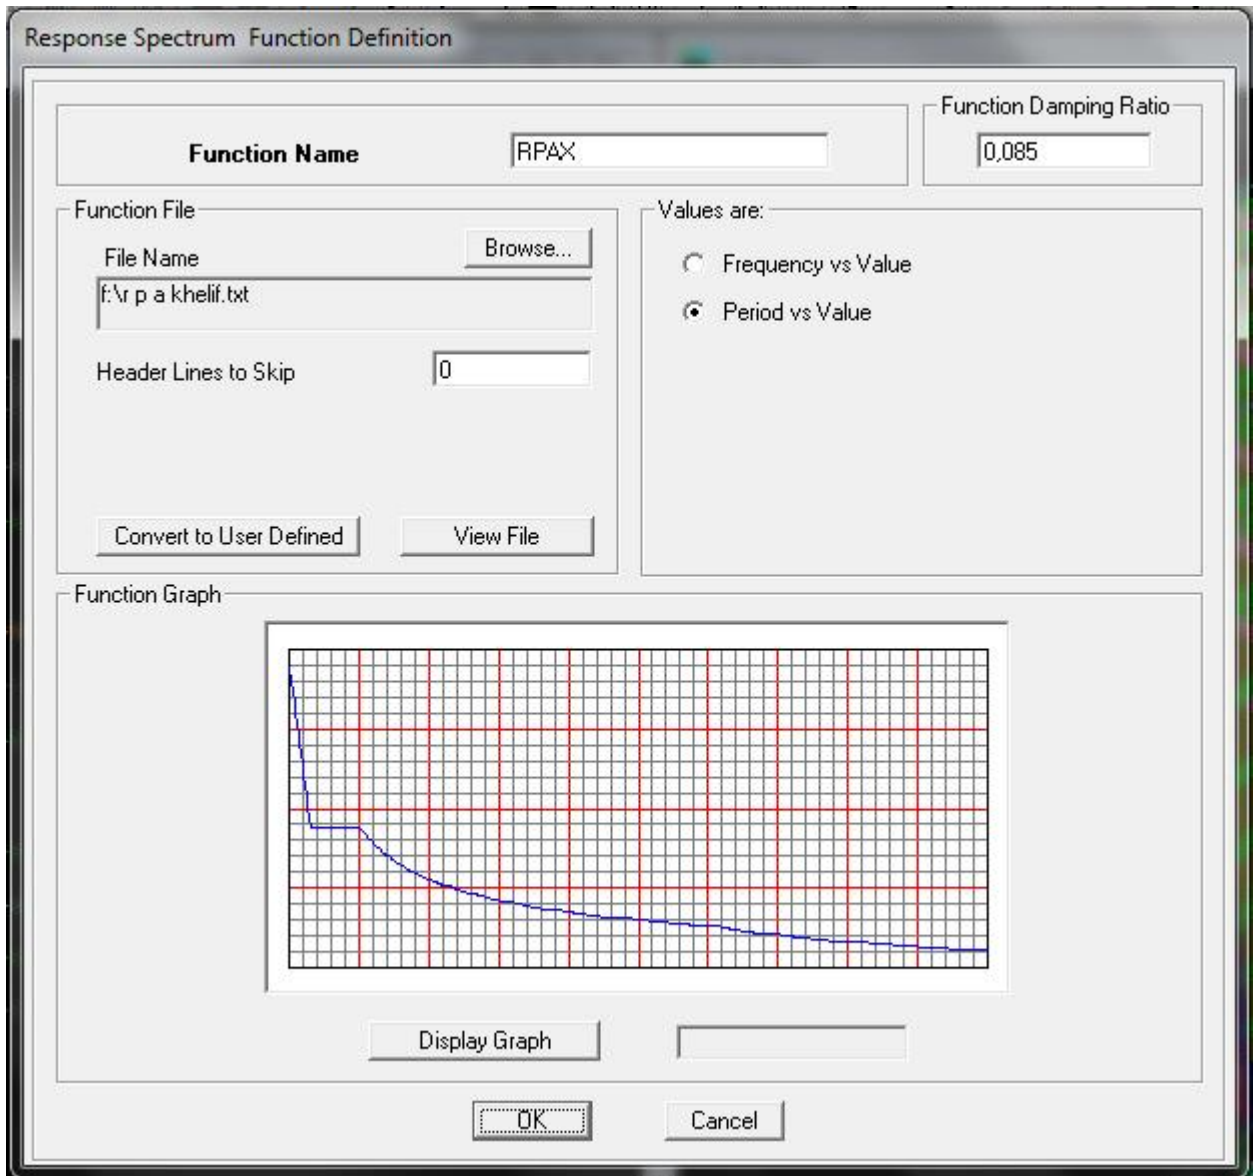 Response Spectrum Function Definition
Function Damping Ratio
Function Name
RPAX
0,085
Function File
Values are:
File Name
Browse...
Frequency vs Value
f:\r p a khelif.txt
Period vs Value
Header Lines to Skip
0
Convert to User Defined
View File
Function Graph
Display Graph
OK
Cancel